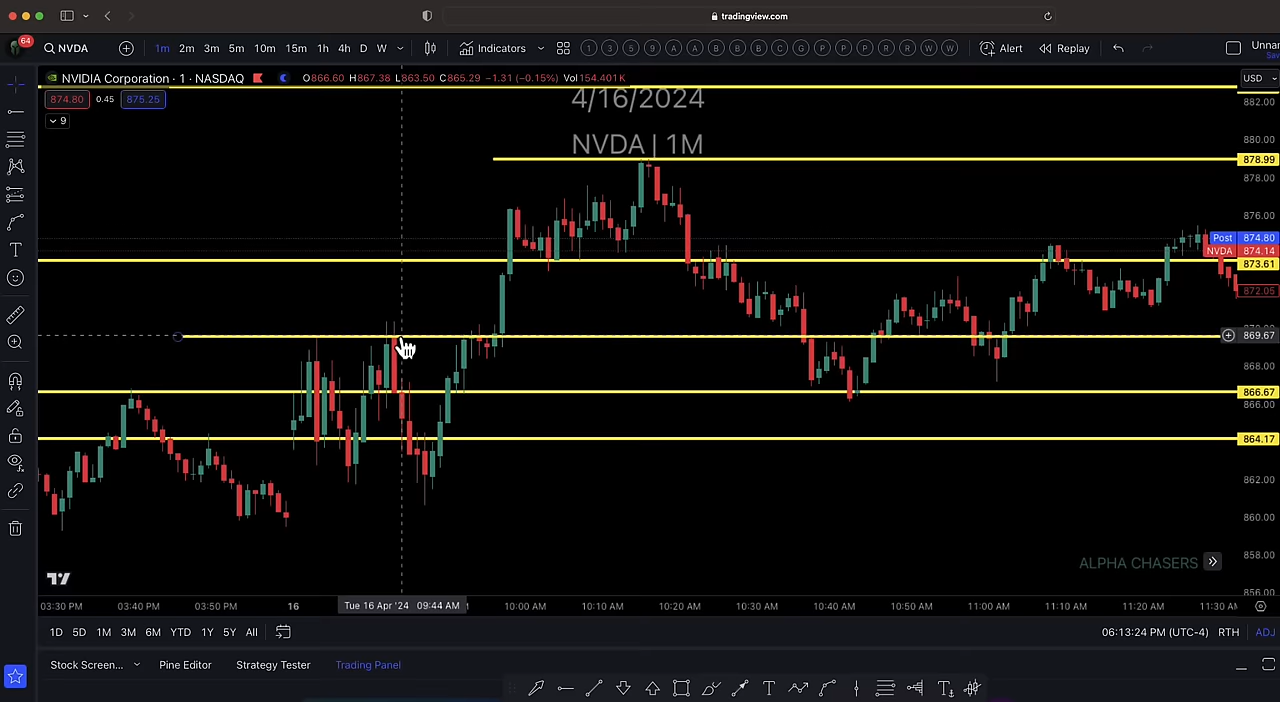 tradingview.com
64
NVDA
1m 2m 3m 5m 10m 15m 1h 4h D W
Indicators
1 3 5 9 A A B B B C G P P P R R W W
Alert
Replay
Unnar
NVIDIA Corporation · 1 · NASDAQ
O866.60 H867.38 L863.50 C865.29 −1.31 (−0.15%) Vol154.401K
USD
874.80 0.45 875.25
9
4/16/2024
NVDA | 1M
882.00
880.00
878.99
878.00
876.00
Post 874.80
NVDA 874.14
873.61
872.05
869.67
868.00
866.67
866.00
864.17
862.00
860.00
858.00
856.00
ALPHA CHASERS
03:30 PM 03:40 PM 03:50 PM 16 Tue 16 Apr '24 09:44 AM 10:00 AM 10:10 AM 10:20 AM 10:30 AM 10:40 AM 10:50 AM 11:00 AM 11:10 AM 11:20 AM 11:30 AM
1D 5D 1M 3M 6M YTD 1Y 5Y All
06:13:24 PM (UTC-4) RTH ADJ
Stock Screen... Pine Editor Strategy Tester Trading Panel